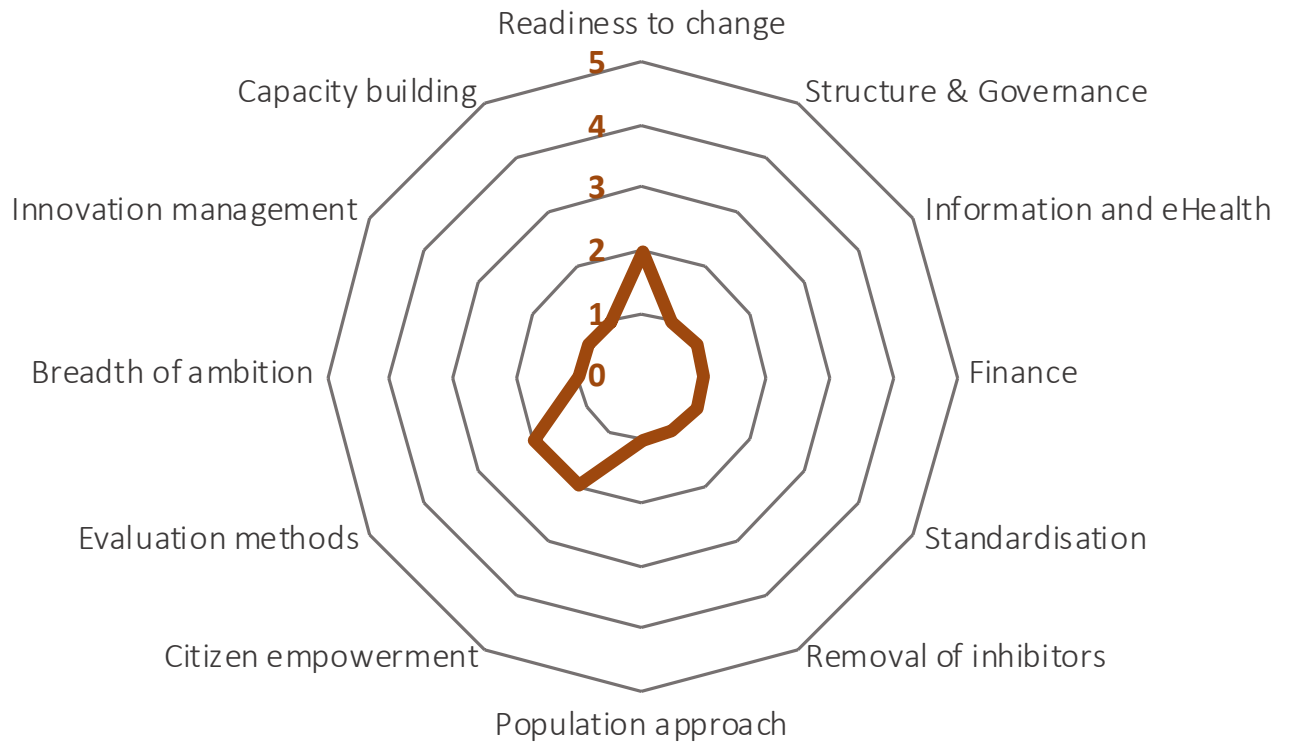 Readiness to change
5
Capacity building
Structure & Governance
4
3
Innovation management
Information and eHealth
2
1
Breadth of ambition
0
Finance
Evaluation methods
Standardisation
Citizen empowerment
Removal of inhibitors
Population approach